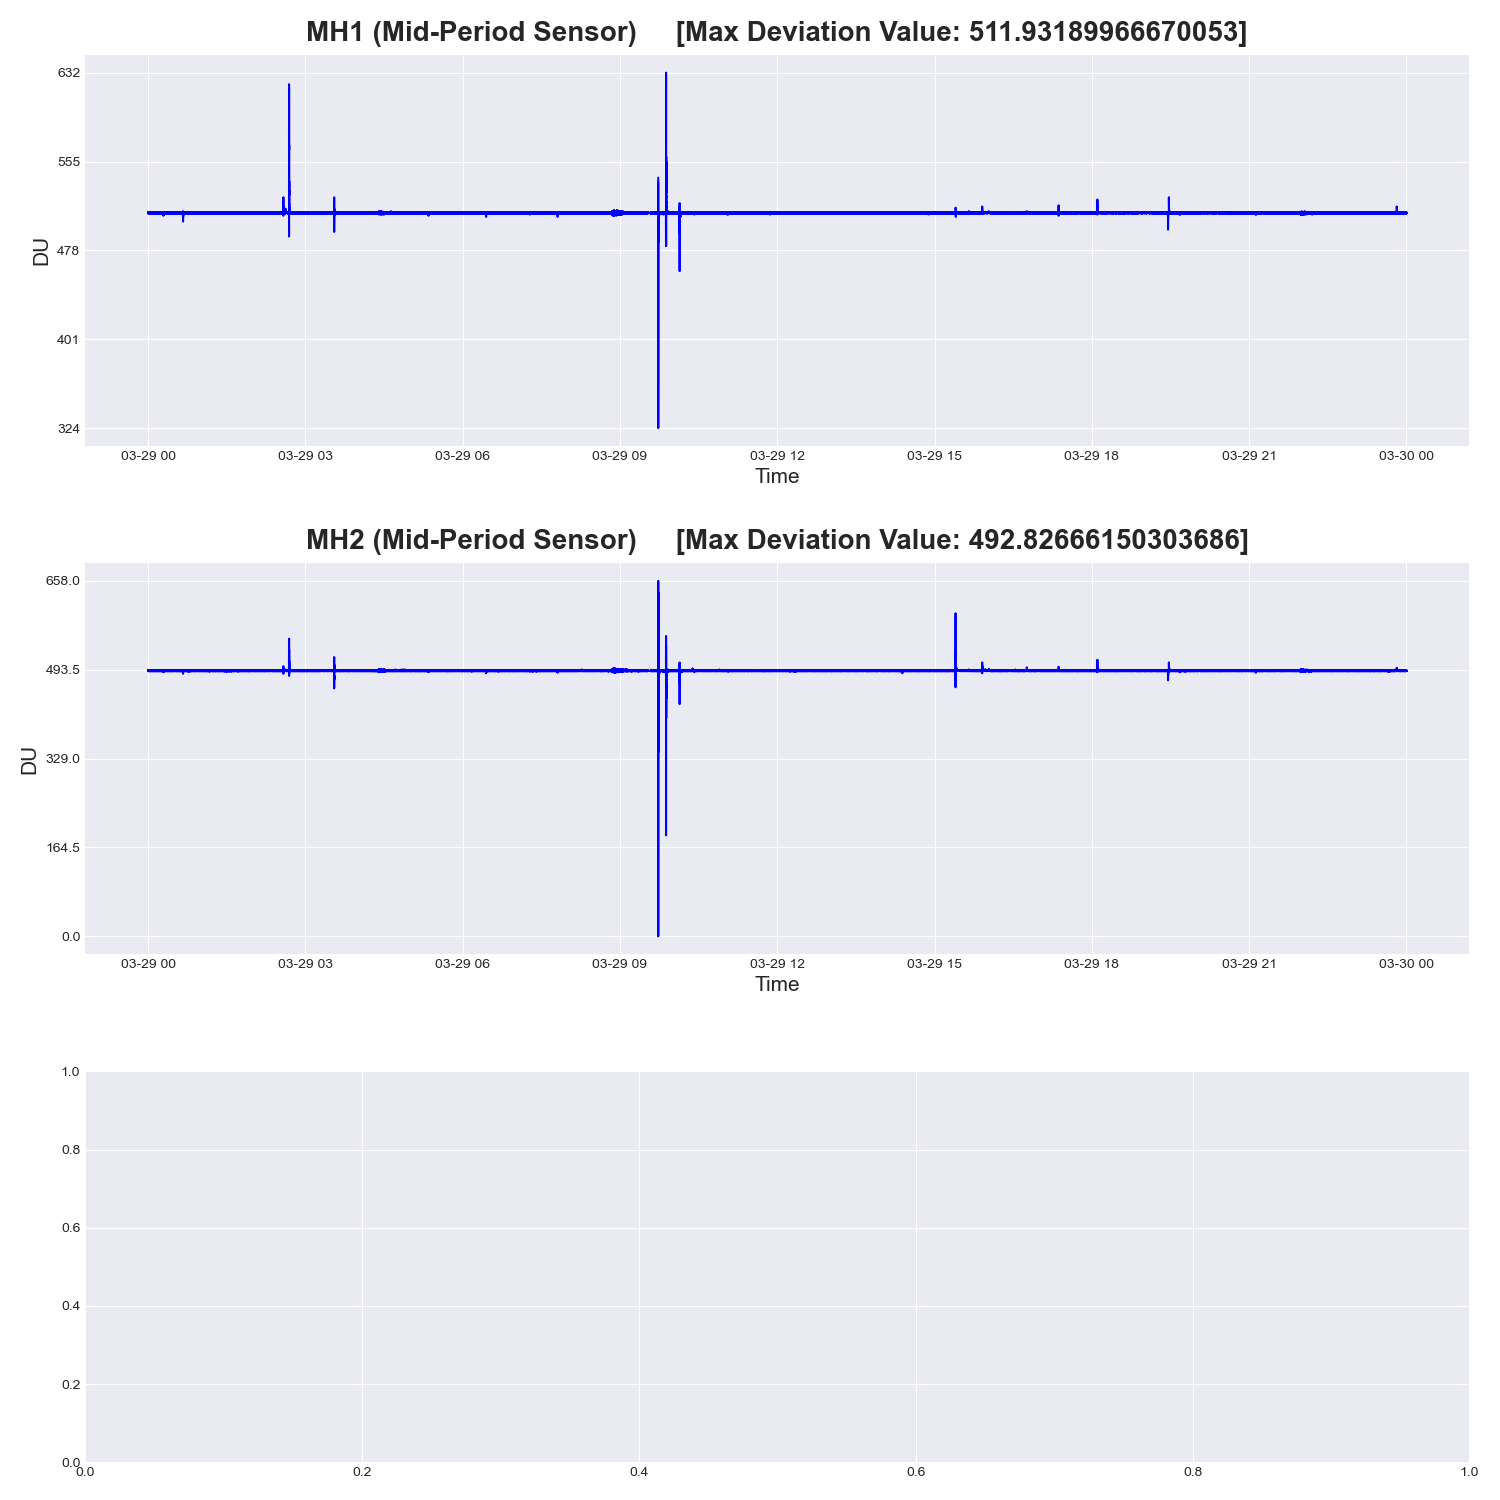 MH1 (Mid-Period Sensor) [Max Deviation Value: 511.93189966670053]
632
555
478
401
324
DU
03-29 00 03-29 03 03-29 06 03-29 09 03-29 12 03-29 15 03-29 18 03-29 21 03-30 00
Time
MH2 (Mid-Period Sensor) [Max Deviation Value: 492.82666150303686]
658.0
493.5
329.0
164.5
0.0
DU
03-29 00 03-29 03 03-29 06 03-29 09 03-29 12 03-29 15 03-29 18 03-29 21 03-30 00
Time
1.0
0.8
0.6
0.4
0.2
0.0
0.0 0.2 0.4 0.6 0.8 1.0